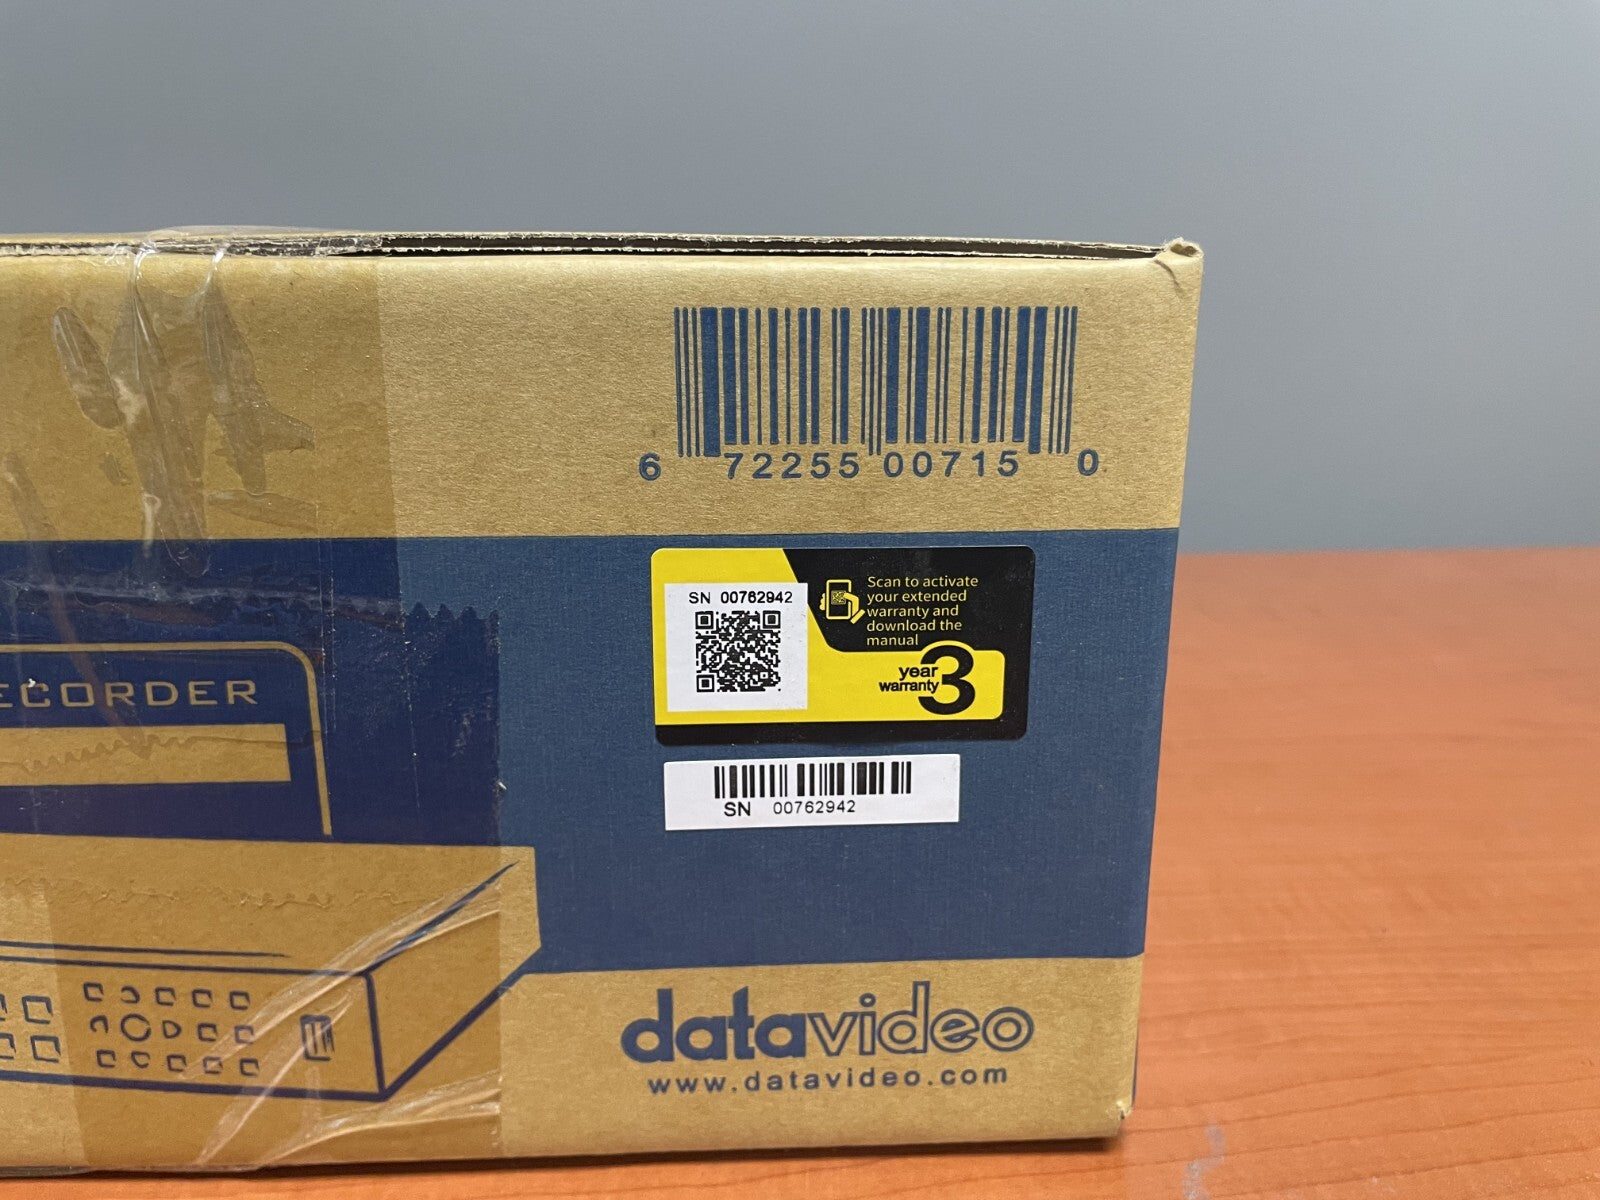 6 72255 00715 0
SN 00762942
Scan to activate
your extended
warranty and
download the
manual
3
year
warranty
SN 00762942
ECORDER
datavideo
www.datavideo.com